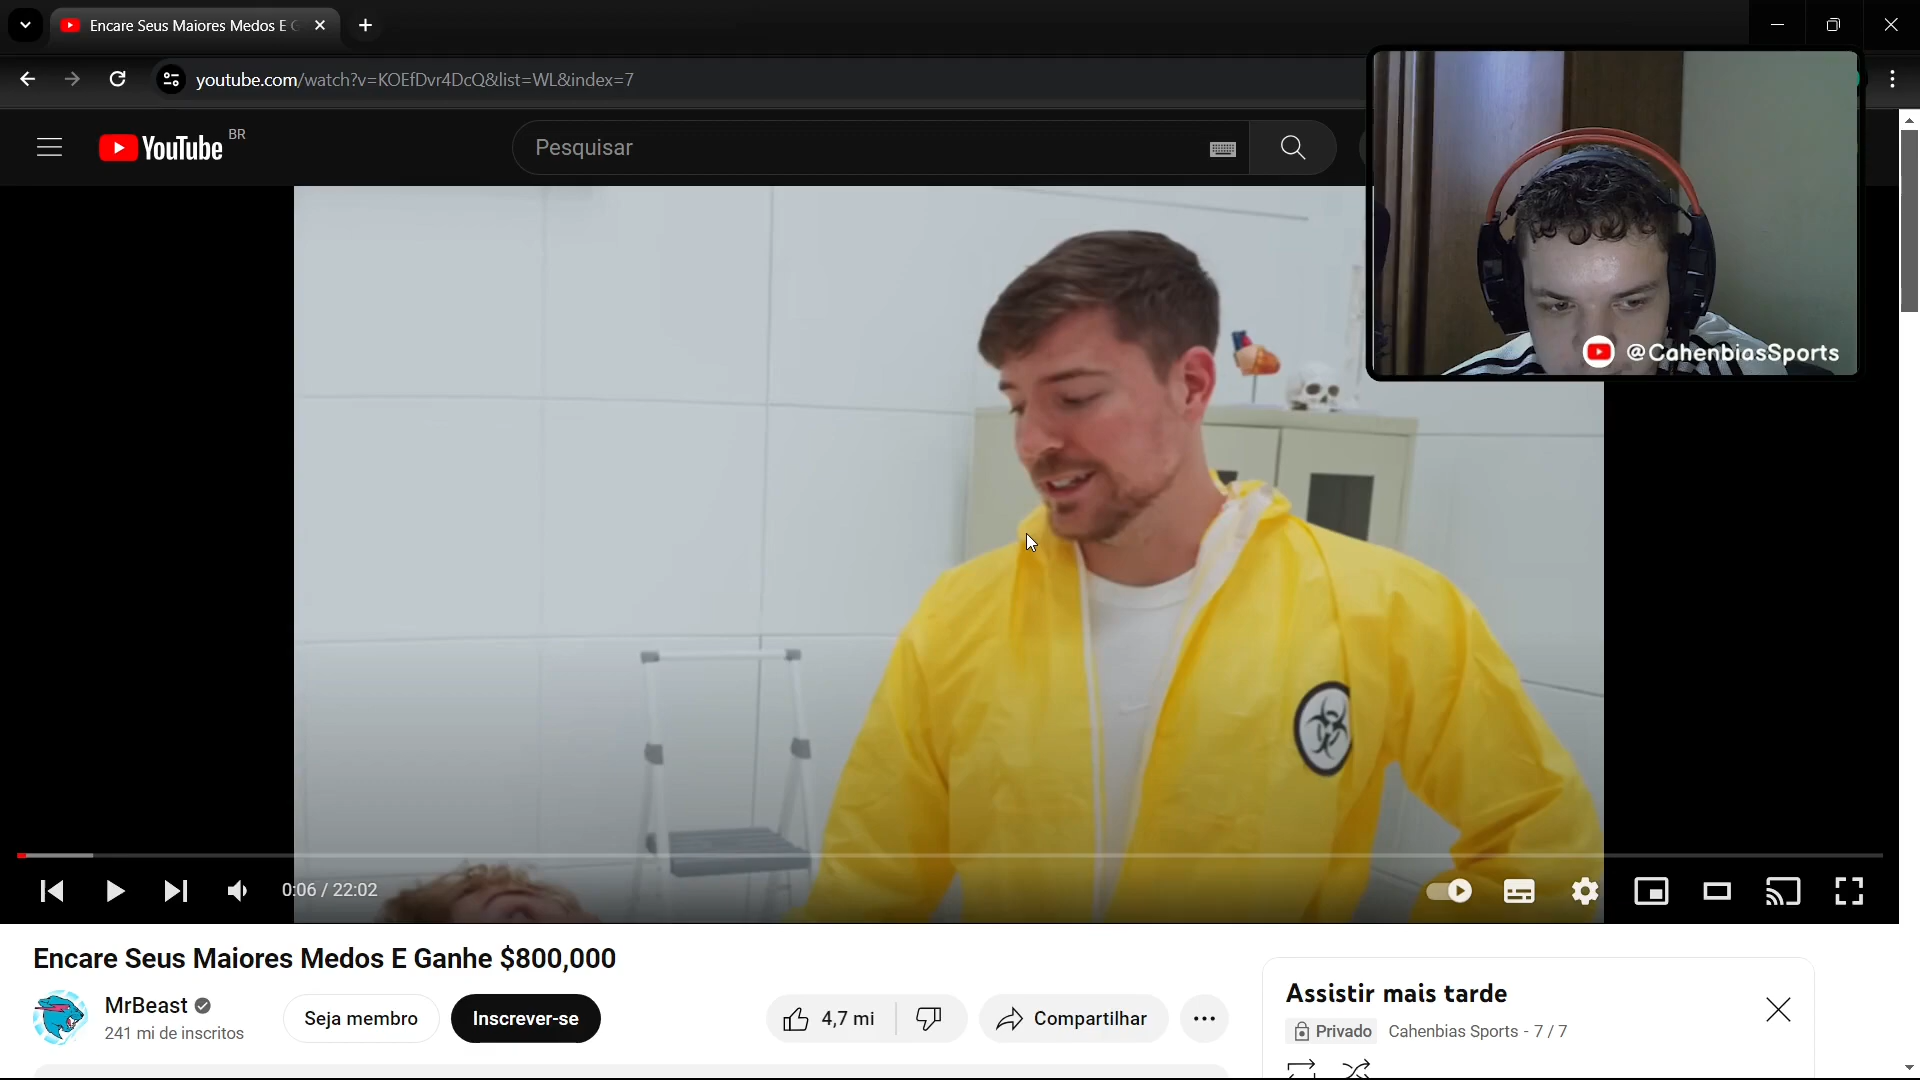 Encare Seus Maiores Medos E G
youtube.com/watch?v=KOEfDvr4DcQ&list=WL&index=7
YouTube BR
Pesquisar
@CahenbiasSports
0:06 / 22:02
Encare Seus Maiores Medos E Ganhe $800,000
MrBeast
241 mi de inscritos
Seja membro
Inscrever-se
4,7 mi
Compartilhar
Assistir mais tarde
Privado Cahenbias Sports - 7 / 7